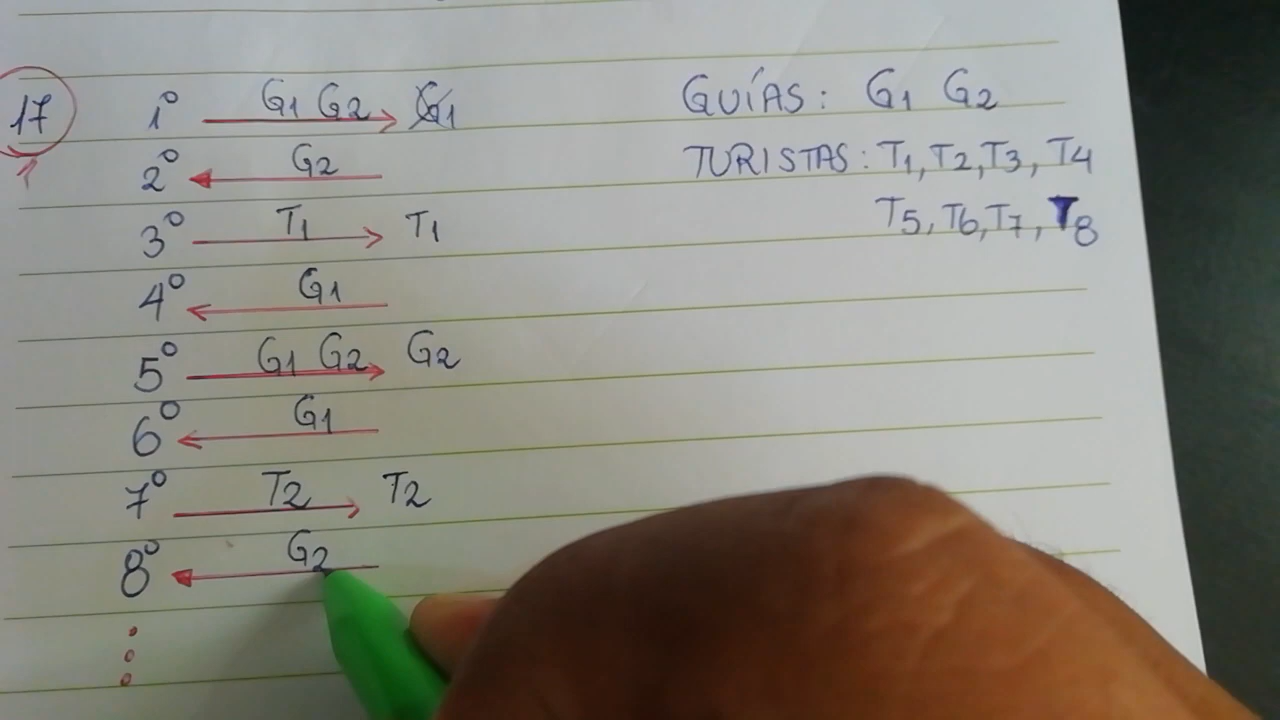 17 1° G1 G2 G1
2° G2
3° T1 T1
4° G1
5° G1 G2 G2
6° G1
7° T2 T2
8° G2
GUÍAS: G1 G2
TURISTAS: T1, T2, T3, T4
T5, T6, T7, T8